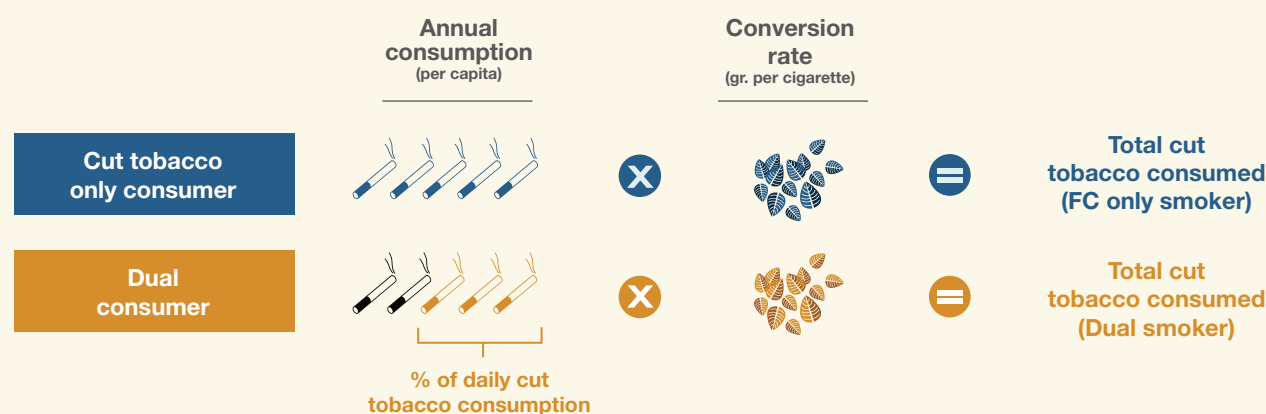 Annual
consumption
(per capita)
Conversion
rate
(gr. per cigarette)
Cut tobacco
only consumer
X
=
Total cut
tobacco consumed
(FC only smoker)
Dual
consumer
X
=
Total cut
tobacco consumed
(Dual smoker)
% of daily cut
tobacco consumption